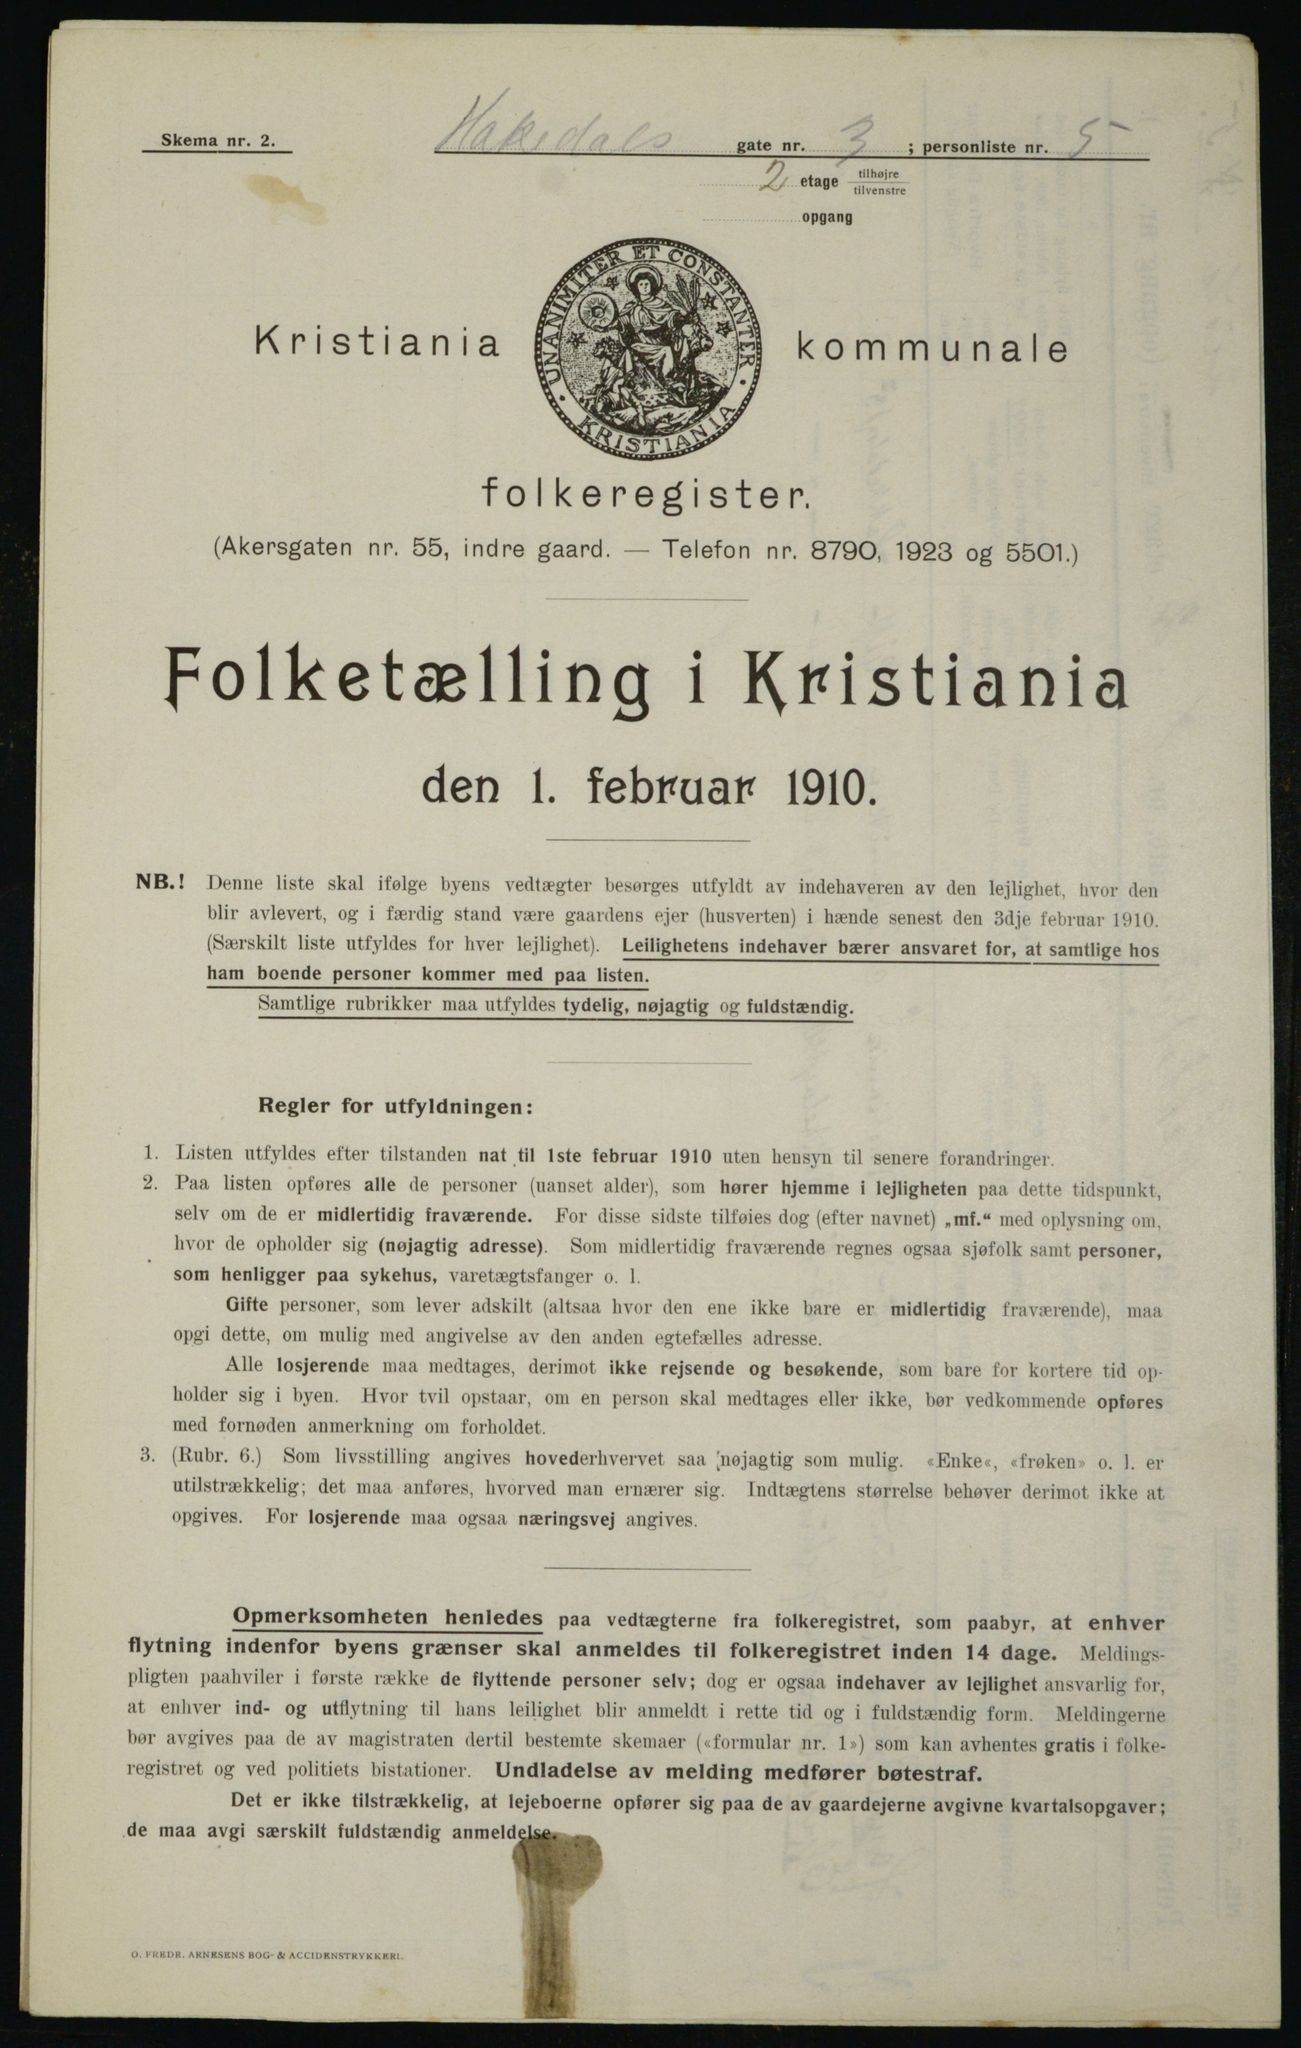 Skema nr. 2.
Hakedals gate nr. 3; personliste nr. 5
2 etage tilhøjre
tilvenstre
opgang
UNANIMITER ET CONSTANTER
KRISTIANIA
Kristiania kommunale
folkeregister.
(Akersgaten nr. 55, indre gaard. — Telefon nr. 8790, 1923 og 5501.)
Folketælling i Kristiania
den 1. februar 1910.
NB.! Denne liste skal ifølge byens vedtægter besørges utfyldt av indehaveren av den lejlighet, hvor den
blir avlevert, og i færdig stand være gaardens ejer (husverten) i hænde senest den 3dje februar 1910.
(Særskilt liste utfyldes for hver lejlighet). Leilighetens indehaver bærer ansvaret for, at samtlige hos
ham boende personer kommer med paa listen.
Samtlige rubrikker maa utfyldes tydelig, nøjagtig og fuldstændig.
Regler for utfyldningen:
1. Listen utfyldes efter tilstanden nat til 1ste februar 1910 uten hensyn til senere forandringer.
2. Paa listen opføres alle de personer (uanset alder), som hører hjemme i lejligheten paa dette tidspunkt,
selv om de er midlertidig fraværende. For disse sidste tilføies dog (efter navnet) „mf.“ med oplysning om,
hvor de opholder sig (nøjagtig adresse). Som midlertidig fraværende regnes ogsaa sjøfolk samt personer,
som henligger paa sykehus, varetægtsfanger o. l.
Gifte personer, som lever adskilt (altsaa hvor den ene ikke bare er midlertidig fraværende), maa
opgi dette, om mulig med angivelse av den anden egtefælles adresse.
Alle losjerende maa medtages, derimot ikke rejsende og besøkende, som bare for kortere tid op-
holder sig i byen. Hvor tvil opstaar, om en person skal medtages eller ikke, bør vedkommende opføres
med fornøden anmerkning om forholdet.
3. (Rubr. 6.) Som livsstilling angives hovederhvervet saa nøjagtig som mulig. «Enke«, «frøken» o. l. er
utilstrækkelig; det maa anføres, hvorved man ernærer sig. Indtægtens størrelse behøver derimot ikke at
opgives. For losjerende maa ogsaa næringsvej angives.
Opmerksomheten henledes paa vedtægterne fra folkeregistret, som paabyr, at enhver
flytning indenfor byens grænser skal anmeldes til folkeregistret inden 14 dage. Meldings-
pligten paahviler i første række de flyttende personer selv; dog er ogsaa indehaver av lejlighet ansvarlig for,
at enhver ind- og utflytning til hans leilighet blir anmeldt i rette tid og i fuldstændig form. Meldingerne
bør avgives paa de av magistraten dertil bestemte skemaer («formular nr. 1») som kan avhentes gratis i folke-
registret og ved politiets bistationer. Undladelse av melding medfører bøtestraf.
Det er ikke tilstrækkelig, at lejeboerne opfører sig paa de av gaardejerne avgivne kvartalsopgaver;
de maa avgi særskilt fuldstændig anmeldelse.
O. FREDR. ARNESENS BOG- & ACCIDENSTRYKKERI.